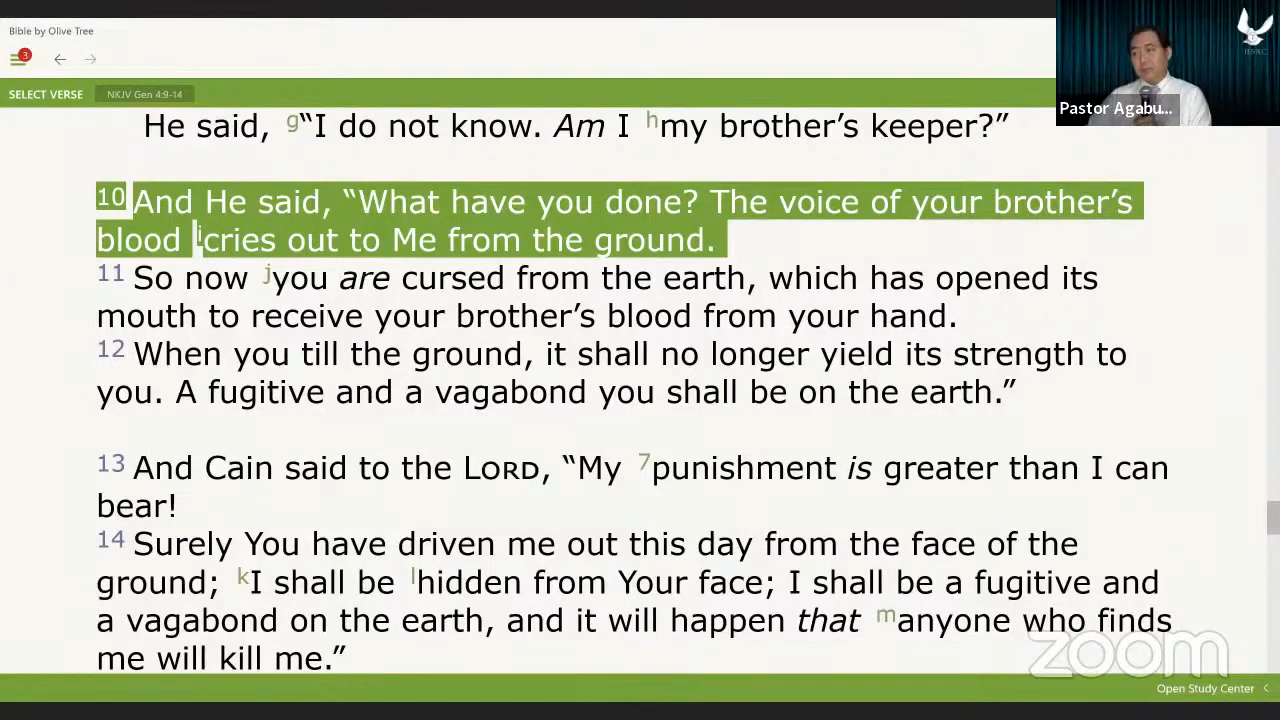 Bible by Olive Tree
3
SELECT VERSE NKJV Gen 4:9-14
BSRC
Pastor Agabu...
He said, g“I do not know. Am I hmy brother’s keeper?”
10 And He said, “What have you done? The voice of your brother’s
blood icries out to Me from the ground.
11 So now jyou are cursed from the earth, which has opened its
mouth to receive your brother’s blood from your hand.
12 When you till the ground, it shall no longer yield its strength to
you. A fugitive and a vagabond you shall be on the earth.”
13 And Cain said to the LORD, “My 7punishment is greater than I can
bear!
14 Surely You have driven me out this day from the face of the
ground; kI shall be lhidden from Your face; I shall be a fugitive and
a vagabond on the earth, and it will happen that manyone who finds
me will kill me.”
zoom
Open Study Center